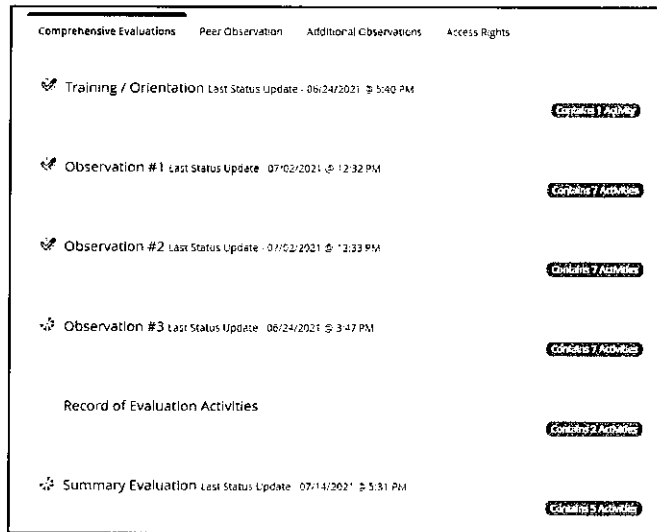 Comprehensive Evaluations Peer Observation Additional Observations Access Rights
Training / Orientation Last Status Update - 06/24/2021 @ 5:40 PM
Contains 1 Activity
Observation #1 Last Status Update - 07/02/2021 @ 12:32 PM
Contains 7 Activities
Observation #2 Last Status Update - 07/02/2021 @ 12:33 PM
Contains 7 Activities
Observation #3 Last Status Update - 06/24/2021 @ 3:47 PM
Contains 7 Activities
Record of Evaluation Activities
Contains 2 Activities
Summary Evaluation Last Status Update - 07/14/2021 @ 5:31 PM
Contains 5 Activities